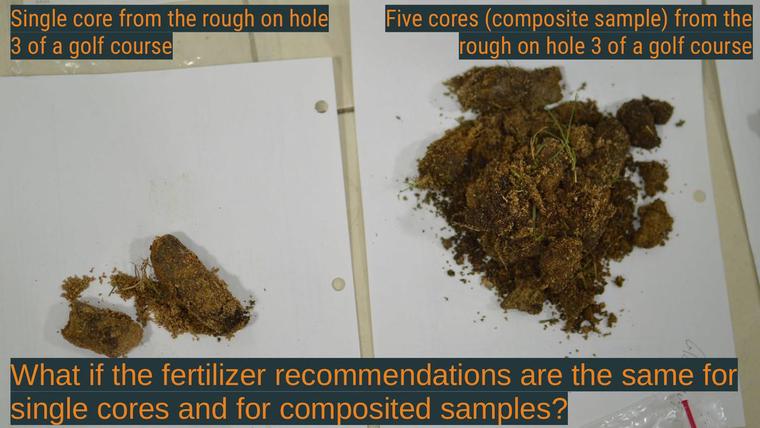 Single core from the rough on hole
3 of a golf course
Five cores (composite sample) from the
rough on hole 3 of a golf course
What if the fertilizer recommendations are the same for
single cores and for composited samples?